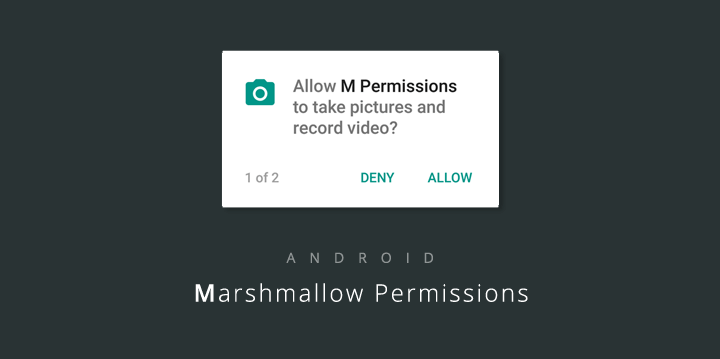 Allow M Permissions
to take pictures and
record video?
1 of 2 DENY ALLOW
ANDROID
Marshmallow Permissions